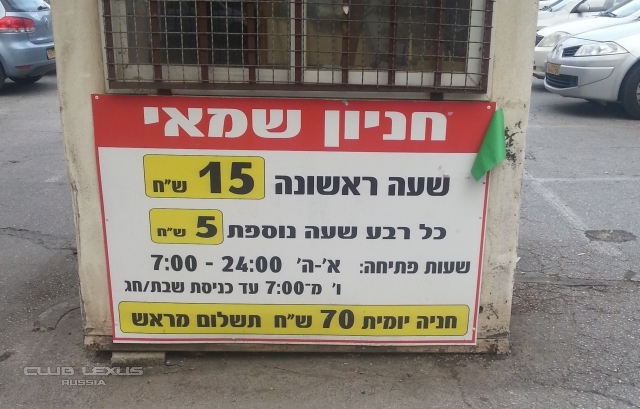 חניון שמאי
שעה ראשונה 15 ש"ח
כל רבע שעה נוספת 5 ש"ח
שעות פתיחה: א'-ה' 24:00 - 7:00
ו' מ-7:00 עד כניסת שבת/חג
חניה יומית 70 ש"ח תשלום מראש
CLUB LEXUS
RUSSIA